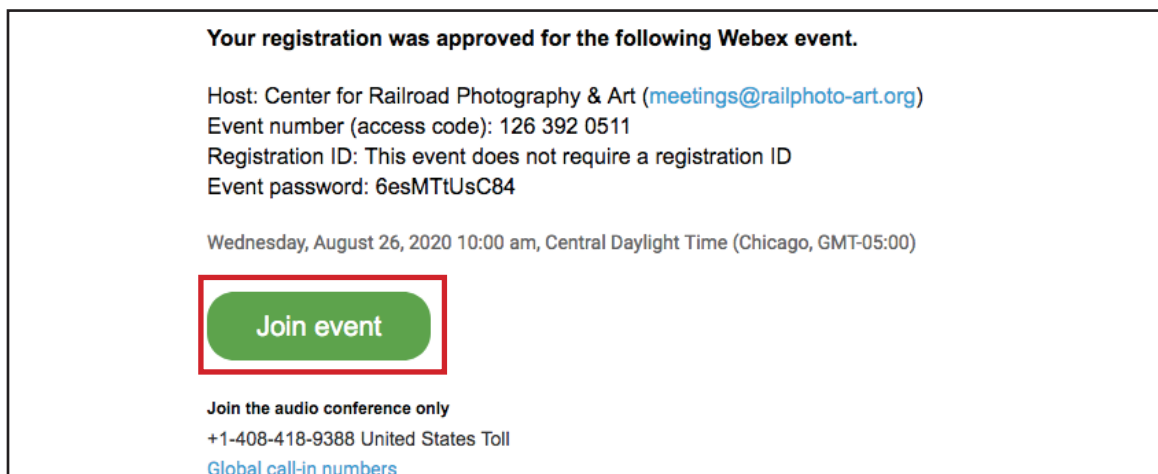 Your registration was approved for the following Webex event.
Host: Center for Railroad Photography & Art (meetings@railphoto-art.org)
Event number (access code): 126 392 0511
Registration ID: This event does not require a registration ID
Event password: 6esMTtUsC84
Wednesday, August 26, 2020 10:00 am, Central Daylight Time (Chicago, GMT-05:00)
Join event
Join the audio conference only
+1-408-418-9388 United States Toll
Global call-in numbers